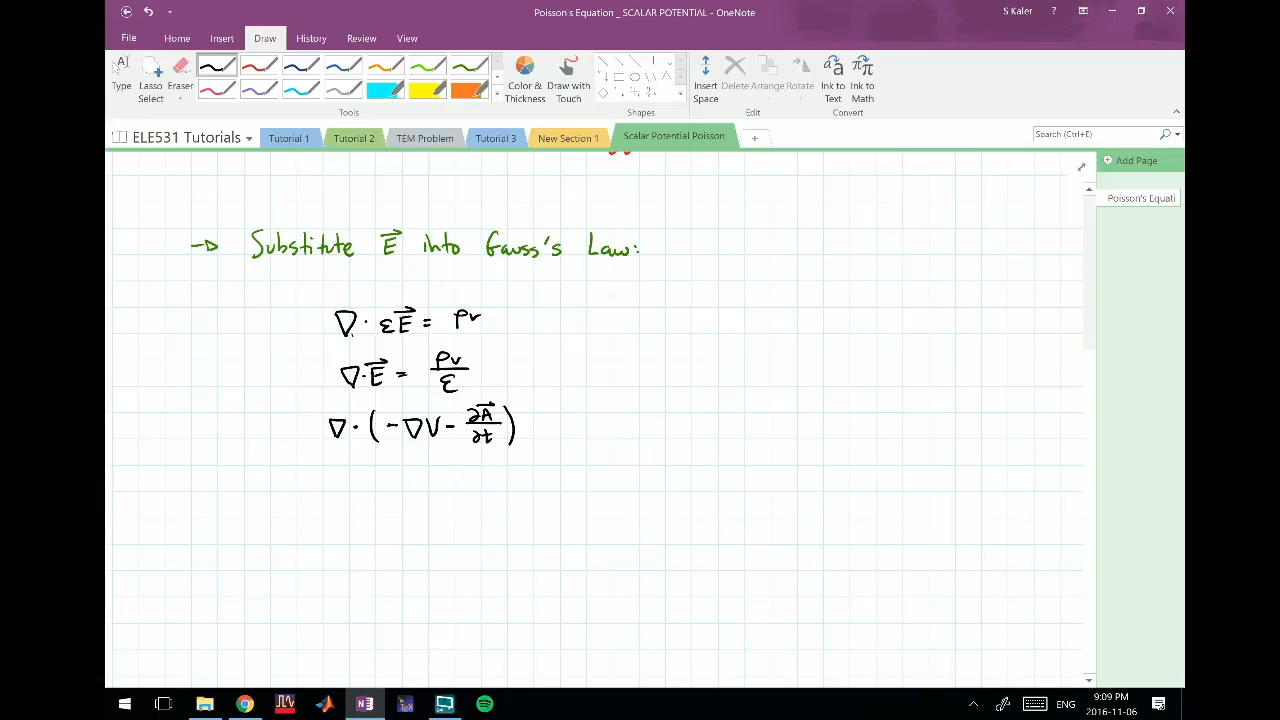 Poisson's Equation _ SCALAR POTENTIAL - OneNote
S Kaler
?
File Home Insert Draw History Review View
Type
Lasso Select
Eraser
Color & Thickness
Draw with Touch
Insert Space
Delete
Arrange
Rotate
Ink to Text
Ink to Math
Tools
Shapes
Edit
Convert
ELE531 Tutorials
Tutorial 1
Tutorial 2
TEM Problem
Tutorial 3
New Section 1
Scalar Potential Poisson
Search (Ctrl+E)
Add Page
Poisson's Equati
→ Substitute E⃗ into Gauss's Law:
∇ · εE⃗ = ρv
∇ · E⃗ = ρv/ε
∇ · (-∇V - ∂A⃗/∂t)
ENG
9:09 PM
2016-11-06